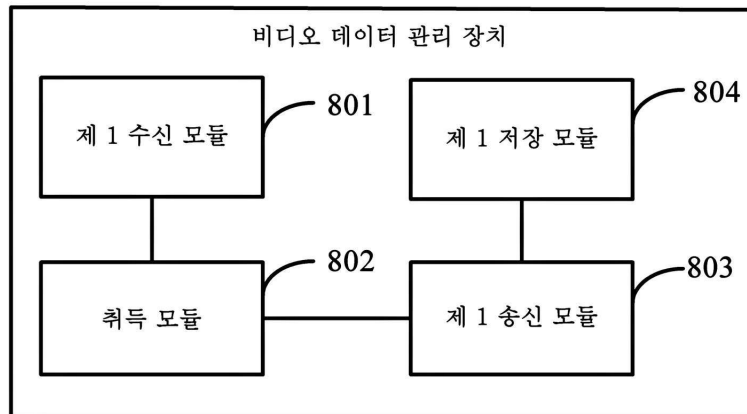 비디오 데이터 관리 장치
제 1 수신 모듈
801
제 1 저장 모듈
804
취득 모듈
802
제 1 송신 모듈
803